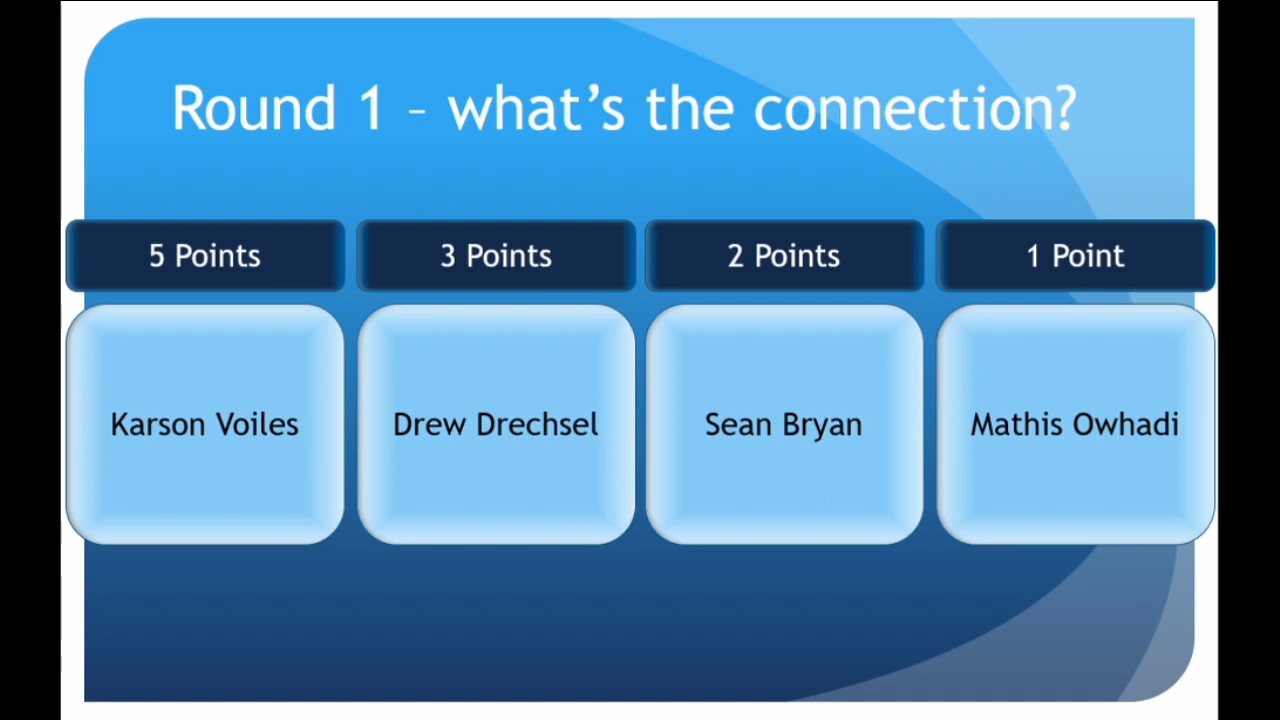 Round 1 – what’s the connection?
5 Points
3 Points
2 Points
1 Point
Karson Voiles
Drew Drechsel
Sean Bryan
Mathis Owhadi